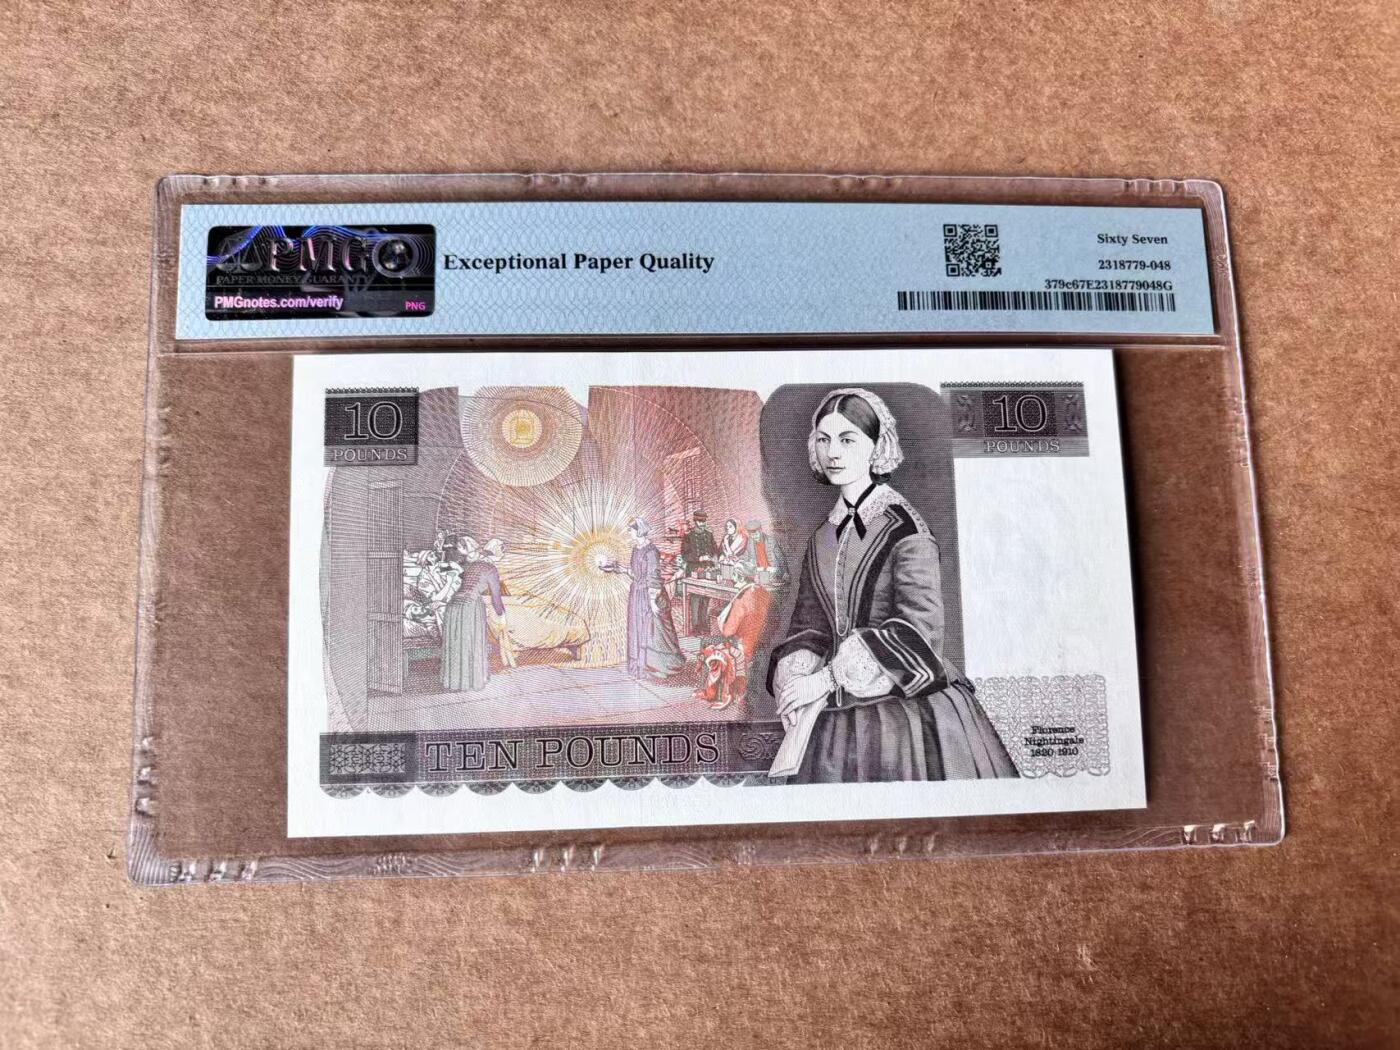 PMG
PAPER MONEY GUARANTY
PMGnotes.com/verify
PNG
Exceptional Paper Quality
Sixty Seven
2318779-048
379c67E2318779048G
10
POUNDS
10
POUNDS
TEN POUNDS
Florence
Nightingale
1820-1910